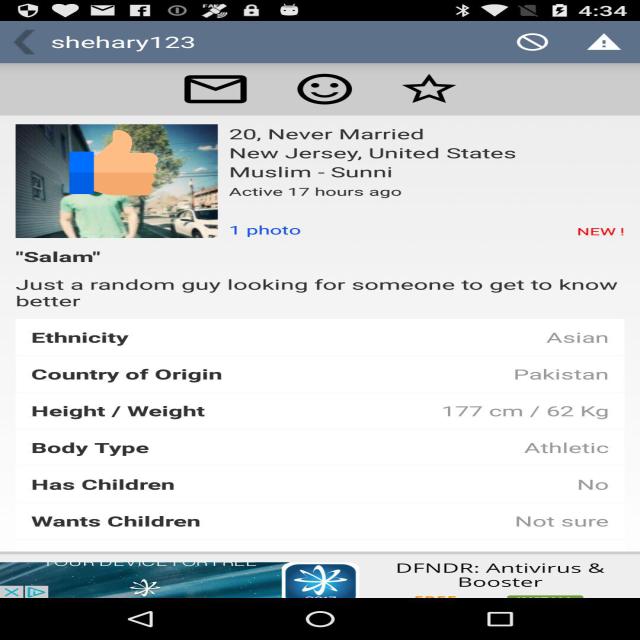 4:34
shehary123
20, Never Married
New Jersey, United States
Muslim - Sunni
Active 17 hours ago
1 photo
NEW !
"Salam"
Just a random guy looking for someone to get to know
better
Ethnicity
Asian
Country of Origin
Pakistan
Height / Weight
177 cm / 62 Kg
Body Type
Athletic
Has Children
No
Wants Children
Not sure
YOUR DEVICE FOR FREE
DFNDR: Antivirus &
Booster